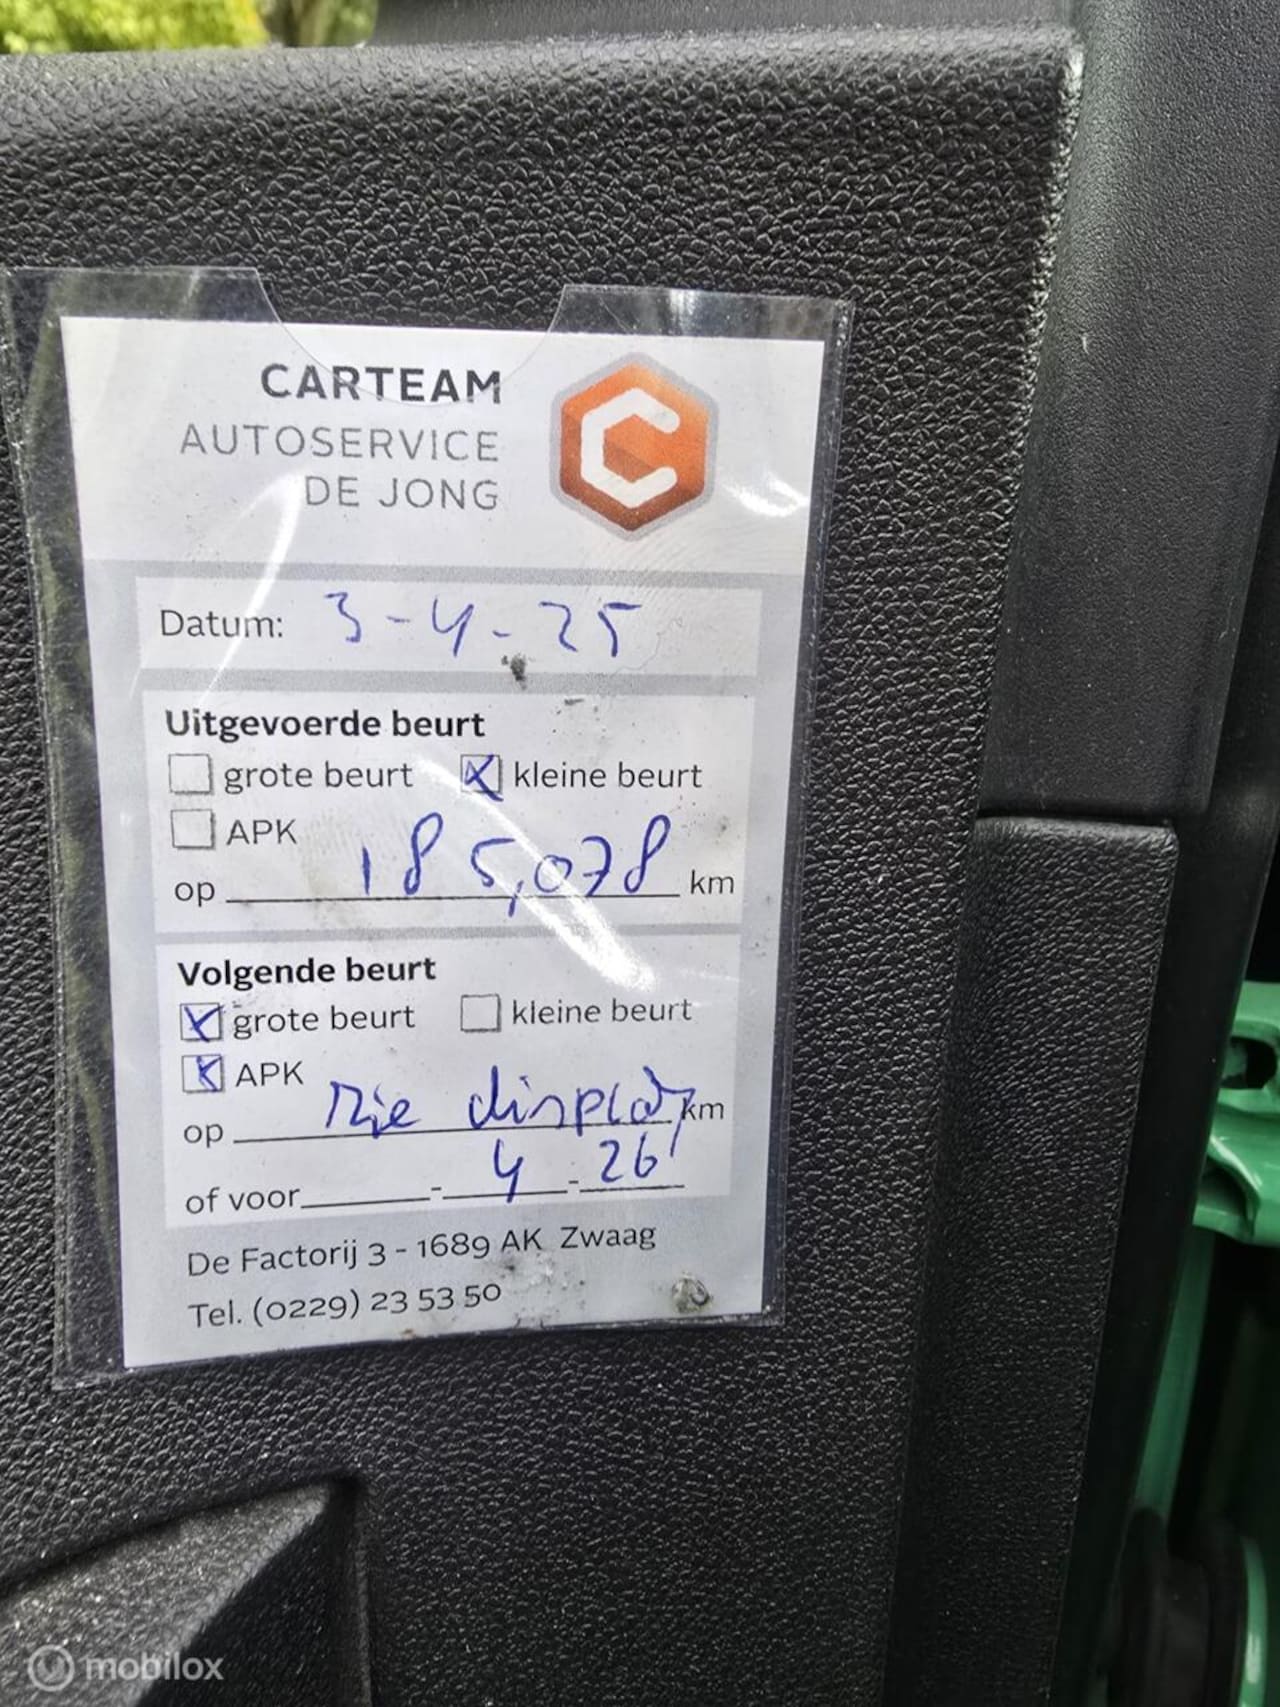 CARTEAM
AUTOSERVICE
DE JONG
Datum: 3-4-25
Uitgevoerde beurt
grote beurt kleine beurt
APK
op 185,078 km
Volgende beurt
grote beurt kleine beurt
APK
op Zie display km
of voor - 4 - 26
De Factorij 3 - 1689 AK Zwaag
Tel. (0229) 23 53 50
mobilox